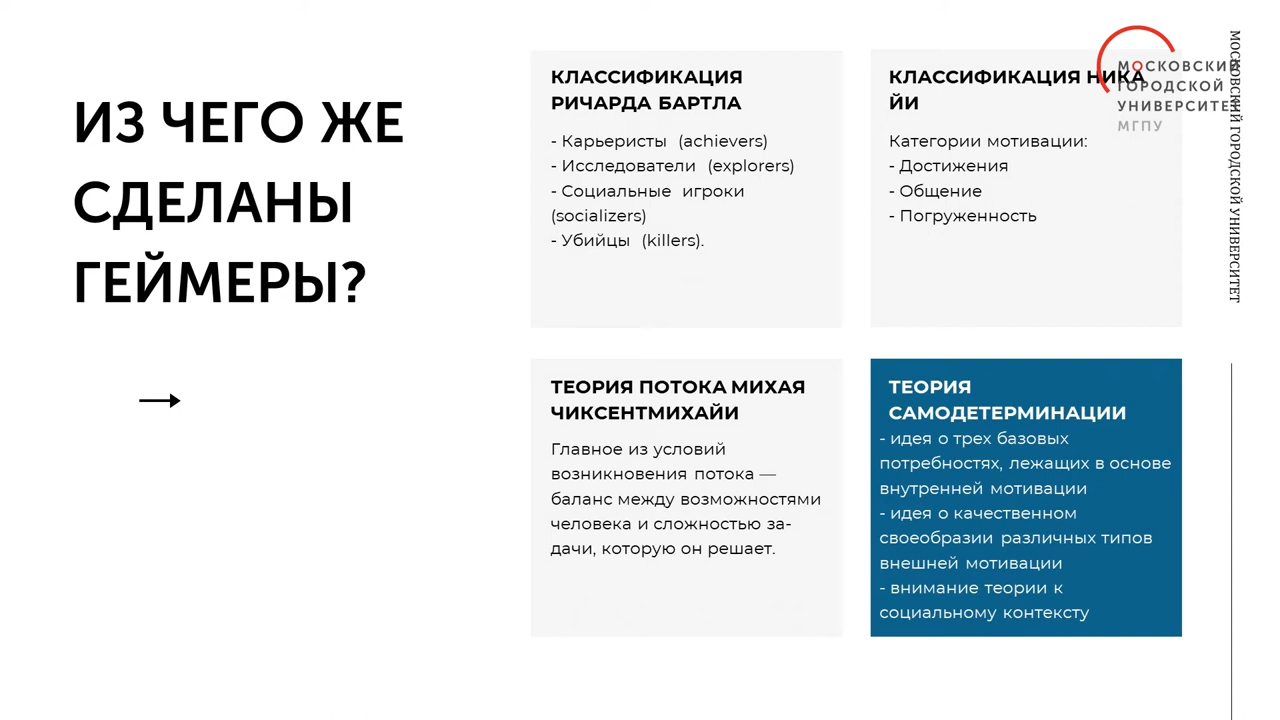 ИЗ ЧЕГО ЖЕ
СДЕЛАНЫ
ГЕЙМЕРЫ?
КЛАССИФИКАЦИЯ
РИЧАРДА БАРТЛА
- Карьеристы (achievers)
- Исследователи (explorers)
- Социальные игроки
(socializers)
- Убийцы (killers).
КЛАССИФИКАЦИЯ НИКА
ЙИ
Категории мотивации:
- Достижения
- Общение
- Погруженность
ТЕОРИЯ ПОТОКА МИХАЯ
ЧИКСЕНТМИХАЙИ
Главное из условий
возникновения потока —
баланс между возможностями
человека и сложностью за-
дачи, которую он решает.
ТЕОРИЯ
САМОДЕТЕРМИНАЦИИ
- идея о трех базовых
потребностях, лежащих в основе
внутренней мотивации
- идея о качественном
своеобразии различных типов
внешней мотивации
- внимание теории к
социальному контексту
МОСКОВСКИЙ
ГОРОДСКОЙ
УНИВЕРСИТЕТ
МГПУ
МОСКОВСКИЙ ГОРОДСКОЙ УНИВЕРСИТЕТ